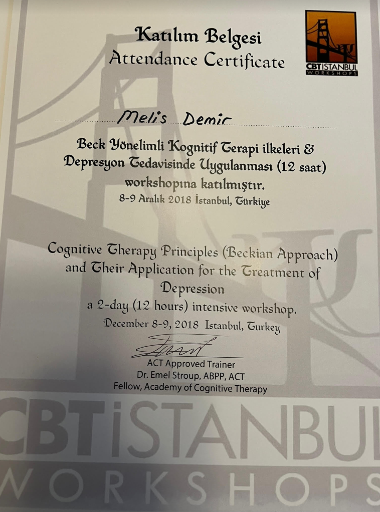 Katılım Belgesi
Attendance Certificate
CBTİSTANBUL
WORKSHOPS
Melis Demir
Beck Yönelimli Kognitif Terapi ilkeleri &
Depresyon Tedavisinde Uygulanması (12 saat)
workshopına katılmıştır.
8-9 Aralık 2018 İstanbul, Türkiye
Cognitive Therapy Principles (Beckian Approach)
and Their Application for the Treatment of
Depression
a 2-day (12 hours) intensive workshop.
December 8-9, 2018 Istanbul, Turkey
ACT Approved Trainer
Dr. Emel Stroup, ABPP, ACT
Fellow, Academy of Cognitive Therapy
CBTİSTANBUL
WORKSHOPS